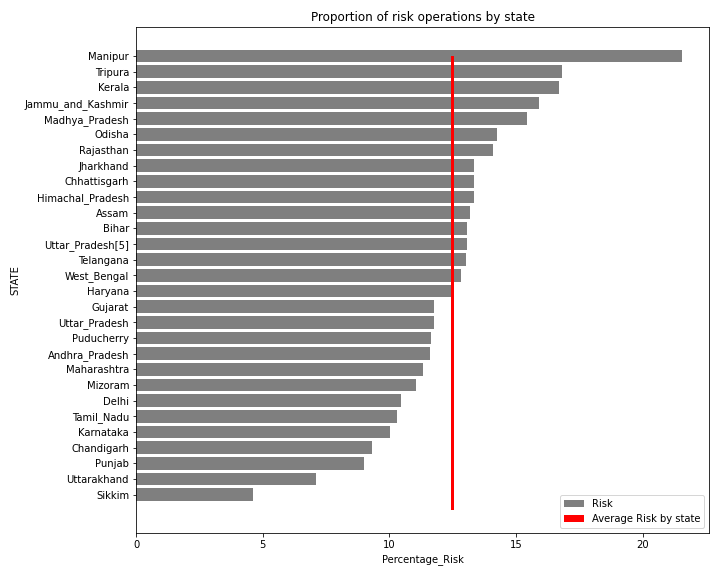 Proportion of risk operations by state
STATE
Manipur
Tripura
Kerala
Jammu_and_Kashmir
Madhya_Pradesh
Odisha
Rajasthan
Jharkhand
Chhattisgarh
Himachal_Pradesh
Assam
Bihar
Uttar_Pradesh[5]
Telangana
West_Bengal
Haryana
Gujarat
Uttar_Pradesh
Puducherry
Andhra_Pradesh
Maharashtra
Mizoram
Delhi
Tamil_Nadu
Karnataka
Chandigarh
Punjab
Uttarakhand
Sikkim
Risk
Average Risk by state
0 5 10 15 20
Percentage_Risk